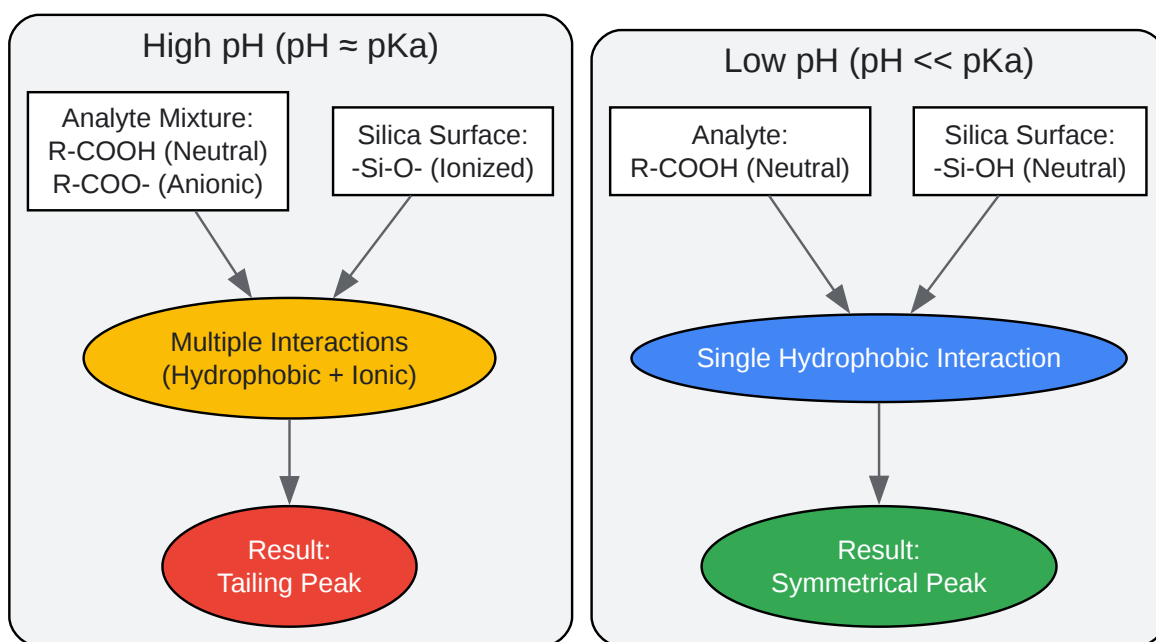 High pH (pH ≈ pKa)
Analyte Mixture:
R-COOH (Neutral)
R-COO- (Anionic)
Silica Surface:
-Si-O- (Ionized)
Multiple Interactions
(Hydrophobic + Ionic)
Result:
Tailing Peak
Low pH (pH << pKa)
Analyte:
R-COOH (Neutral)
Silica Surface:
-Si-OH (Neutral)
Single Hydrophobic Interaction
Result:
Symmetrical Peak